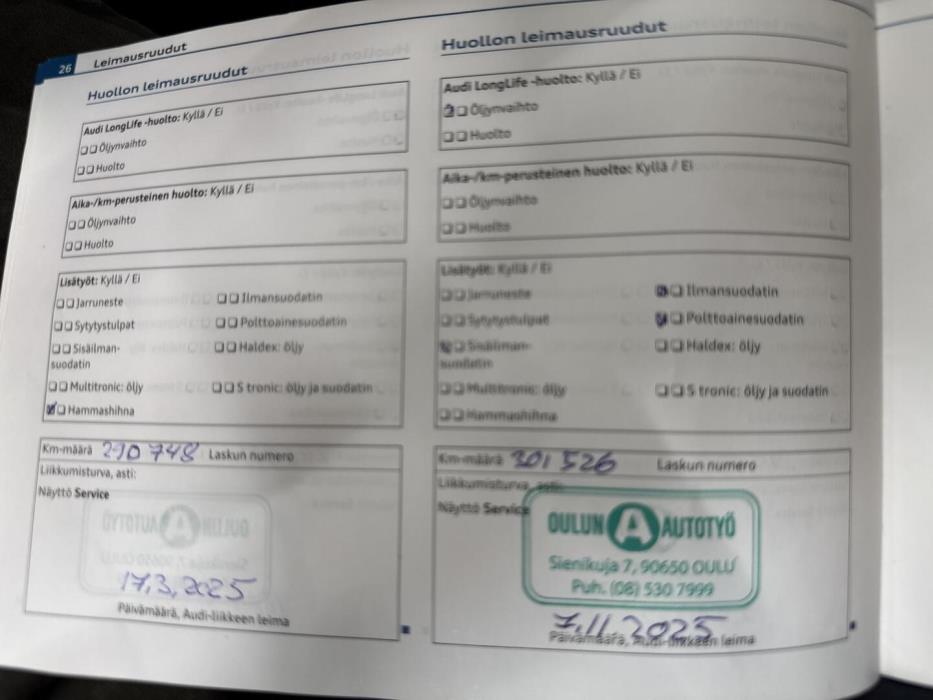 26 Leimausruudut
Huollon leimausruudut
Audi LongLife -huolto: Kyllä / Ei
Öljynvaihto
Huolto
Aika-/km-perusteinen huolto: Kyllä / Ei
Öljynvaihto
Huolto
Lisätyöt: Kyllä / Ei
Jarruneste
Ilmansuodatin
Sytytystulpat
Polttoainesuodatin
Sisäilman-
suodatin
Haldex: öljy
Multitronic: öljy
S tronic: öljy ja suodatin
Hammashihna
Km-määrä 290 748 Laskun numero
Liikkumisturva, asti:
Näyttö Service
17.3.2025
Päivämäärä, Audi-liikkeen leima
Huollon leimausruudut
Audi LongLife -huolto: Kyllä / Ei
Öljynvaihto
Huolto
Aika-/km-perusteinen huolto: Kyllä / Ei
Öljynvaihto
Huolto
Lisätyöt: Kyllä / Ei
Jarruneste
Ilmansuodatin
Sytytystulpat
Polttoainesuodatin
Sisäilman-
suodatin
Haldex: öljy
Multitronic: öljy
S tronic: öljy ja suodatin
Hammashihna
Km-määrä 301 526 Laskun numero
Liikkumisturva, asti:
Näyttö Service
OULUN A AUTOTYÖ
Sienikuja 7, 90650 OULU
Puh. (08) 530 7999
7.11.2025
Päivämäärä, Audi-liikkeen leima